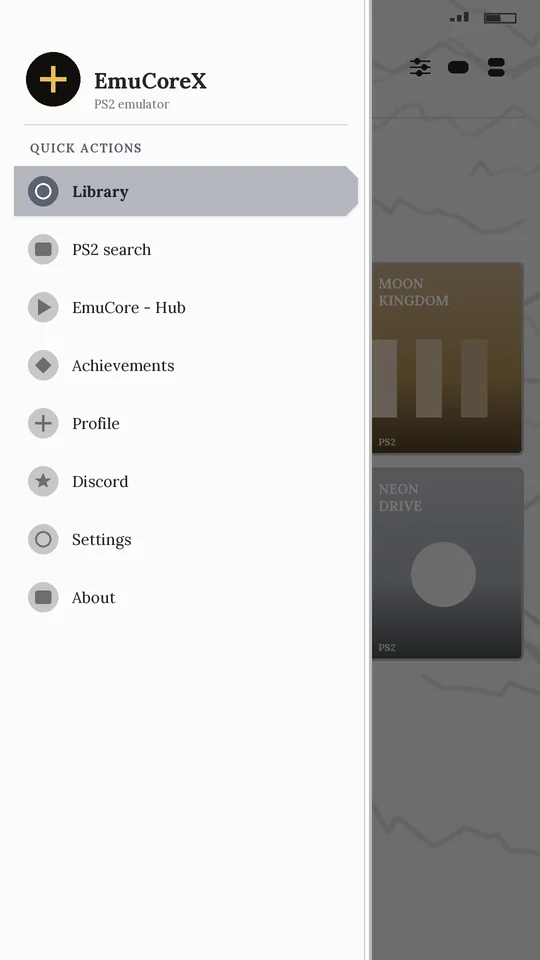 EmuCoreX
PS2 emulator
QUICK ACTIONS
Library
PS2 search
EmuCore - Hub
Achievements
Profile
Discord
Settings
About
MOON
KINGDOM
PS2
NEON
DRIVE
PS2